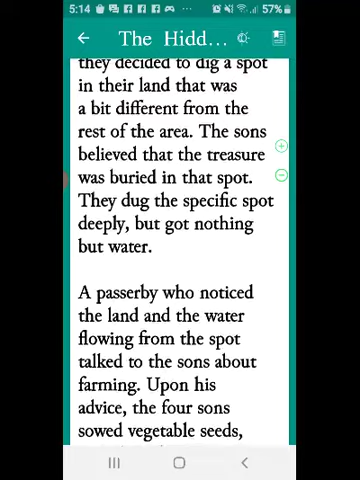 5:14
57%
The Hidd...
they decided to dig a spot
in their land that was
a bit different from the
rest of the area. The sons
believed that the treasure
was buried in that spot.
They dug the specific spot
deeply, but got nothing
but water.
A passerby who noticed
the land and the water
flowing from the spot
talked to the sons about
farming. Upon his
advice, the four sons
sowed vegetable seeds,